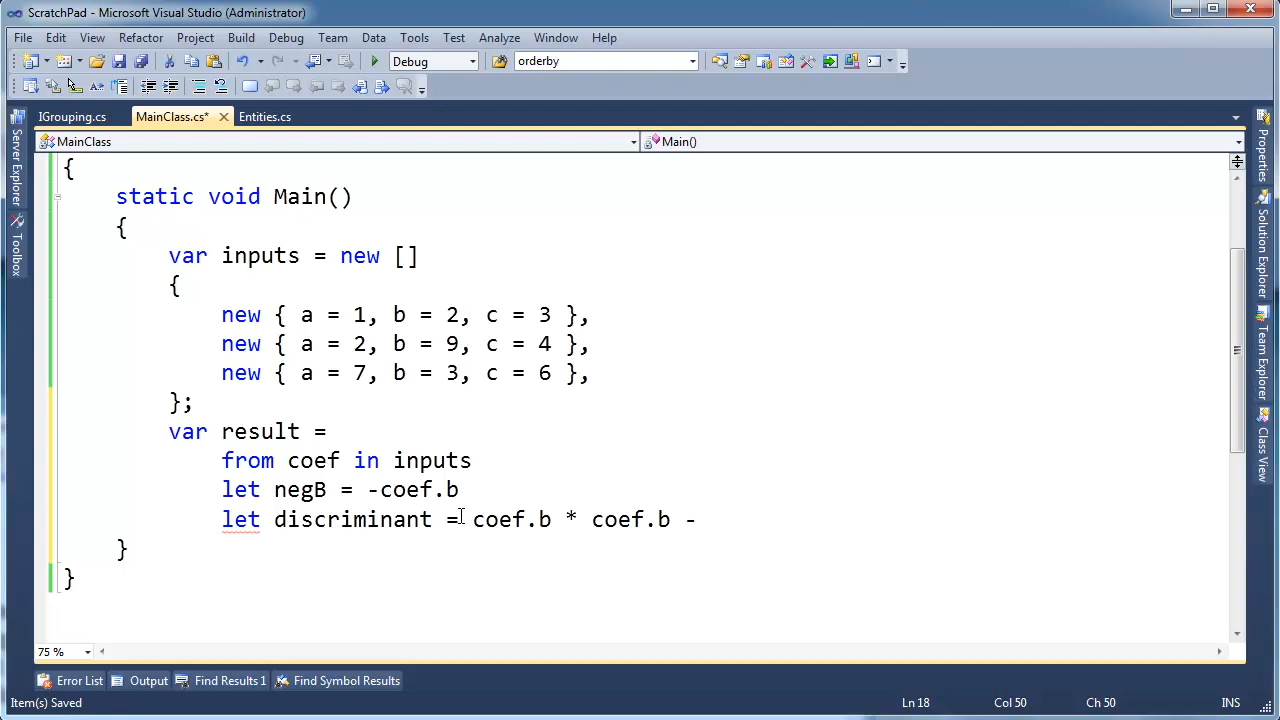 ScratchPad - Microsoft Visual Studio (Administrator)
File Edit View Refactor Project Build Debug Team Data Tools Test Analyze Window Help
Debug orderby
IGrouping.cs MainClass.cs* Entities.cs
MainClass Main()
{
static void Main()
{
var inputs = new []
{
new { a = 1, b = 2, c = 3 },
new { a = 2, b = 9, c = 4 },
new { a = 7, b = 3, c = 6 },
};
var result =
from coef in inputs
let negB = -coef.b
let discriminant = coef.b * coef.b -
}
}
Server Explorer
Toolbox
Properties
Solution Explorer
Team Explorer
Class View
75 %
Error List Output Find Results 1 Find Symbol Results
Item(s) Saved Ln 18 Col 50 Ch 50 INS